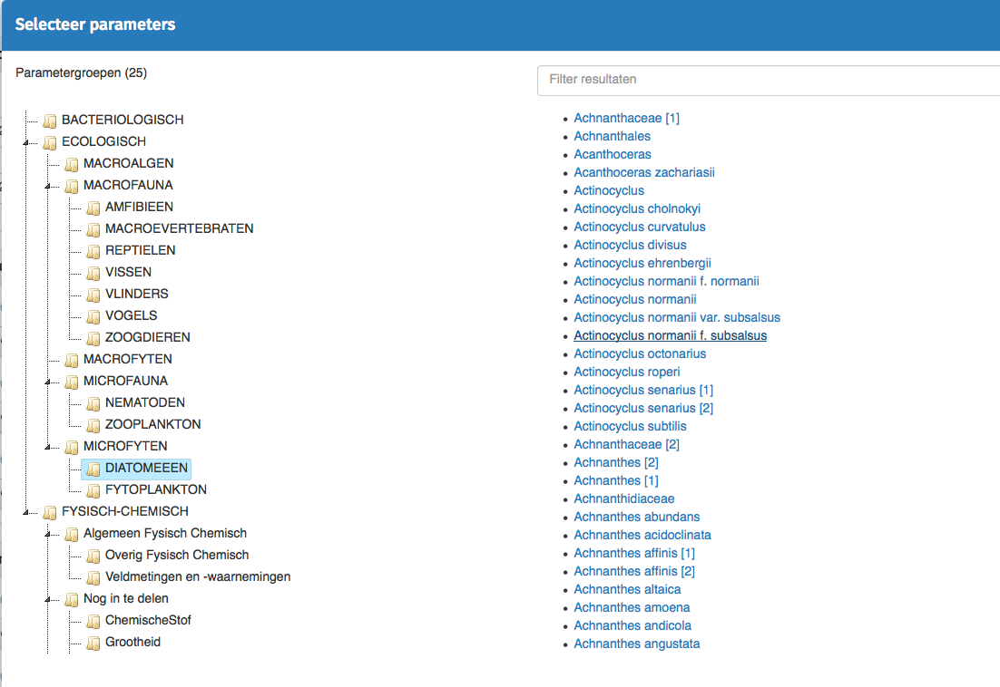 Selecteer parameters
Parametergroepen (25)
Filter resultaten
BACTERIOLOGISCH
ECOLOGISCH
MACROALGEN
MACROFAUNA
AMFIBIEEN
MACROEVERTEBRATEN
REPTIELEN
VISSEN
VLINDERS
VOGELS
ZOOGDIEREN
MACROFYTEN
MICROFAUNA
NEMATODEN
ZOOPLANKTON
MICROFYTEN
DIATOMEEEN
FYTOPLANKTON
FYSISCH-CHEMISCH
Algemeen Fysisch Chemisch
Overig Fysisch Chemisch
Veldmetingen en -waarnemingen
Nog in te delen
ChemischeStof
Grootheid
Achnanthaceae [1]
Achnanthales
Acanthoceras
Acanthoceras zachariasii
Actinocyclus
Actinocyclus cholnokyi
Actinocyclus curvatulus
Actinocyclus divisus
Actinocyclus ehrenbergii
Actinocyclus normanii f. normanii
Actinocyclus normanii
Actinocyclus normanii var. subsalsus
Actinocyclus normanii f. subsalsus
Actinocyclus octonarius
Actinocyclus roperi
Actinocyclus senarius [1]
Actinocyclus senarius [2]
Actinocyclus subtilis
Achnanthaceae [2]
Achnanthes [2]
Achnanthes [1]
Achnanthidiaceae
Achnanthes abundans
Achnanthes acidoclinata
Achnanthes affinis [1]
Achnanthes affinis [2]
Achnanthes altaica
Achnanthes amoena
Achnanthes andicola
Achnanthes angustata